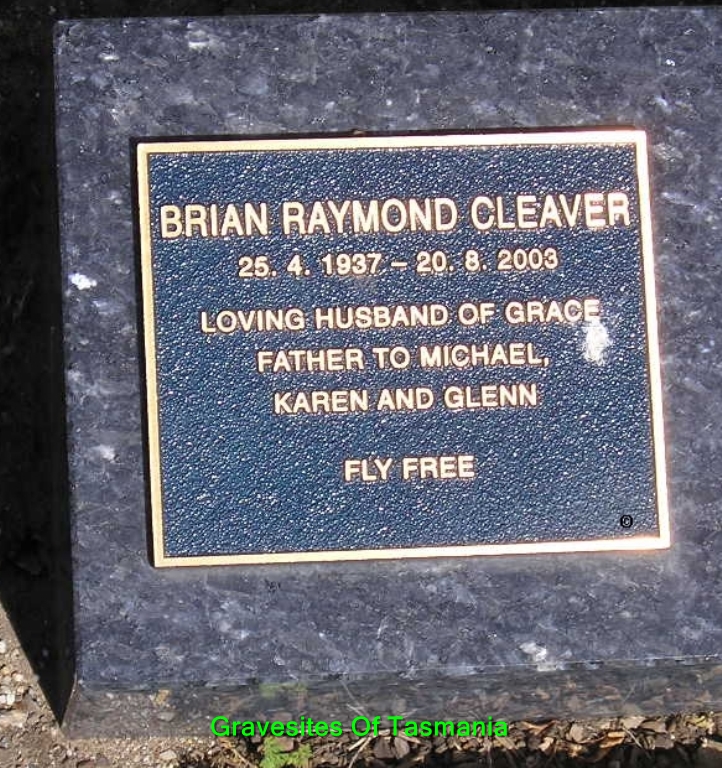 BRIAN RAYMOND CLEAVER
25. 4. 1937 – 20. 8. 2003
LOVING HUSBAND OF GRACE
FATHER TO MICHAEL,
KAREN AND GLENN
FLY FREE
©
Gravesites Of Tasmania